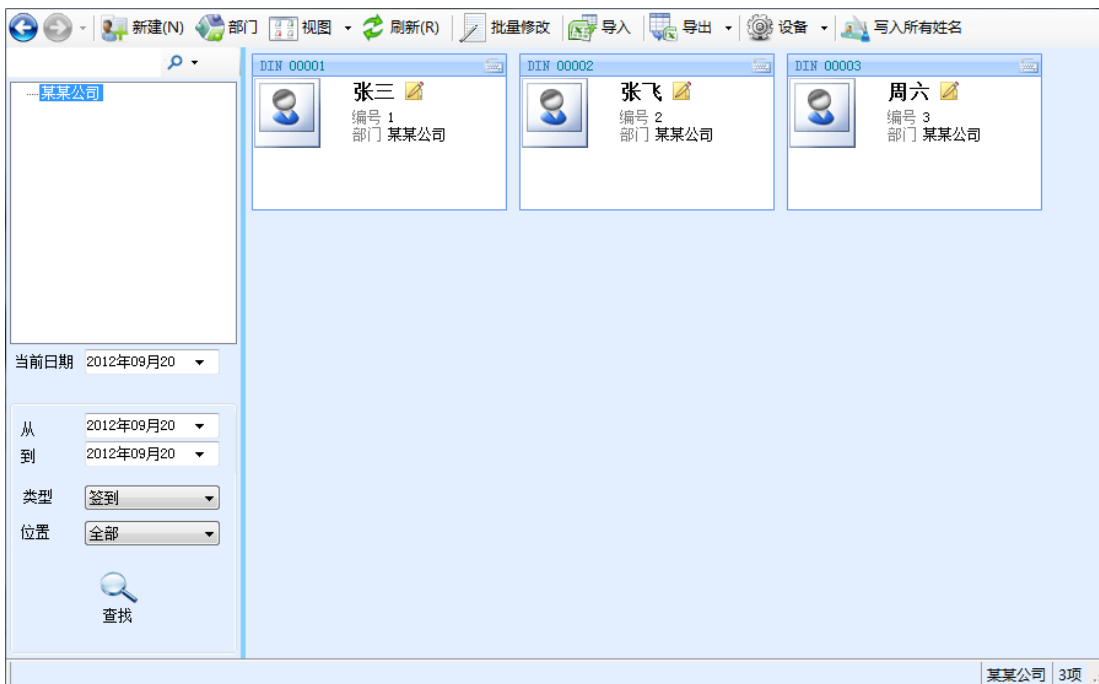 新建(N) 部门 视图 刷新(R) 批量修改 导入 导出 设备 写入所有姓名
某某公司
当前日期 2012年09月20
从 2012年09月20
到 2012年09月20
类型 签到
位置 全部
查找
DIN 00001
张三
编号 1
部门 某某公司
DIN 00002
张飞
编号 2
部门 某某公司
DIN 00003
周六
编号 3
部门 某某公司
某某公司 3项